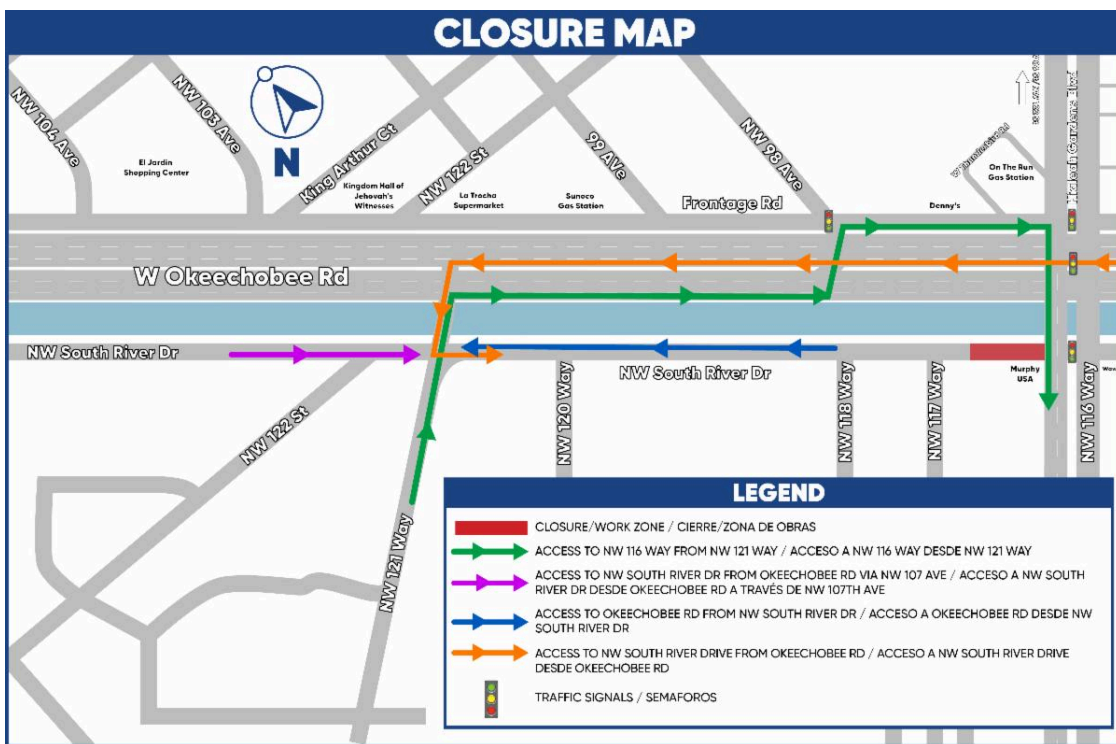 CLOSURE MAP
NW 104 Ave
NW 103 Ave
N
El Jardin
Shopping Center
King Arthur Ct
Kingdom Hall of
Jehovah's
Witnesses
NW 122 St
La Trocha
Supermarket
99 AVe
Sunoco
Gas Station
Frontage Rd
NW 98 Ave
Denny's
On The Run
Gas Station
Hialeah Gardens Blvd
W Okeechobee Rd
NW South River Dr
NW South River Dr
Murphy
USA
NW 122 St
NW 121 Way
NW 120 Way
NW 118 Way
NW 117 Way
NW 116 Way
LEGEND
CLOSURE/WORK ZONE / CIERRE/ZONA DE OBRAS
ACCESS TO NW 116 WAY FROM NW 121 WAY / ACCESO A NW 116 WAY DESDE NW 121 WAY
ACCESS TO NW SOUTH RIVER DR FROM OKEECHOBEE RD VIA NW 107 AVE / ACCESO A NW SOUTH
RIVER DR DESDE OKEECHOBEE RD A TRAVÉS DE NW 107TH AVE
ACCESS TO OKEECHOBEE RD FROM NW SOUTH RIVER DR / ACCESO A OKEECHOBEE RD DESDE NW
SOUTH RIVER DR
ACCESS TO NW SOUTH RIVER DRIVE FROM OKEECHOBEE RD / ACCESO A NW SOUTH RIVER DRIVE
DESDE OKEECHOBEE RD
TRAFFIC SIGNALS / SEMAFOROS